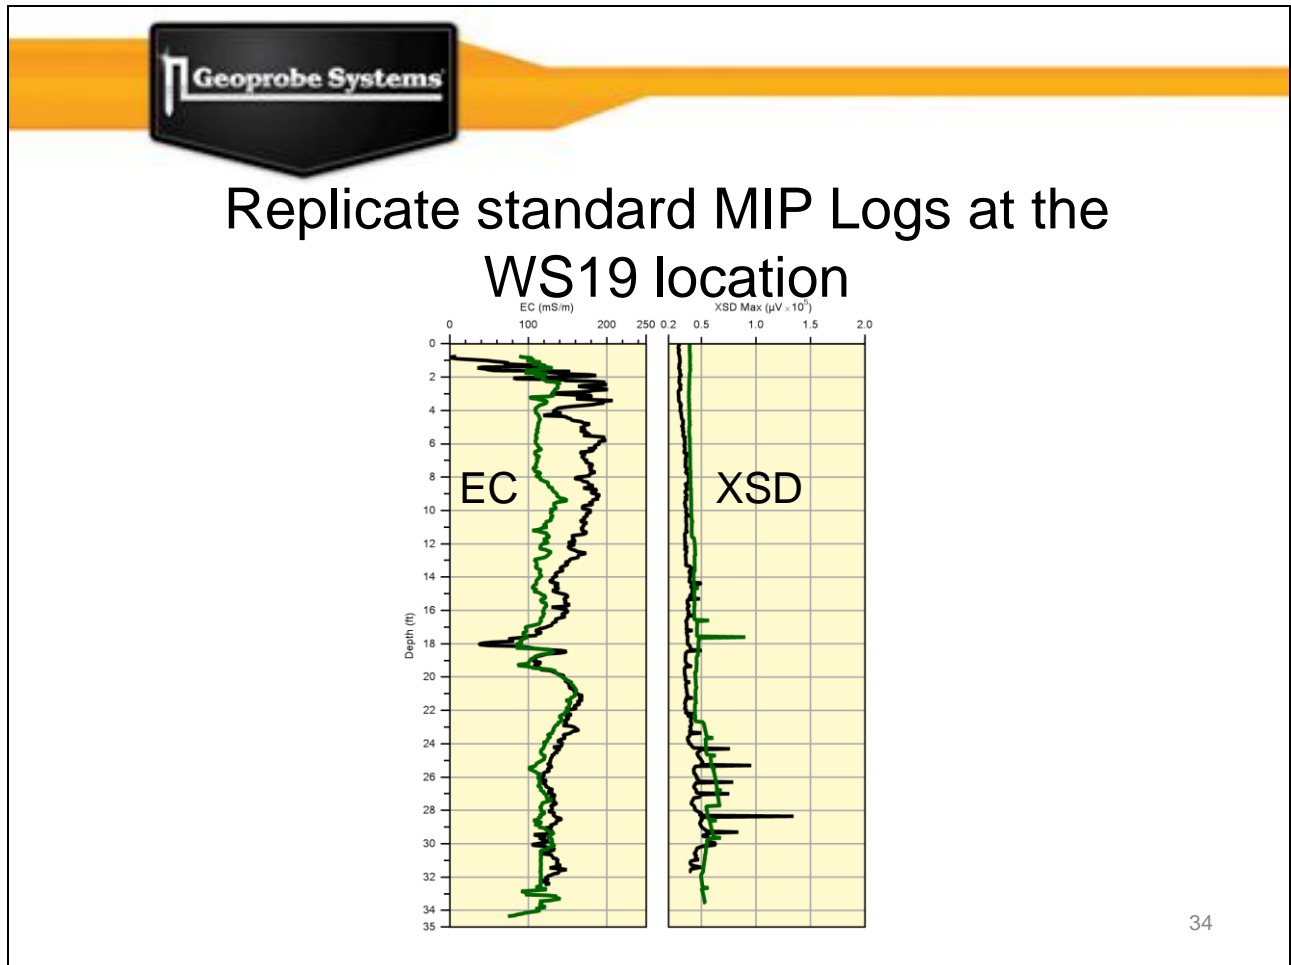 Geoprobe Systems
Replicate standard MIP Logs at the
WS19 location
EC (mS/m)
0 100 200 250
XSD Max (µV × 10⁵)
0.2 0.5 1.0 1.5 2.0
Depth (ft)
0
2
4
6
8
10
12
14
16
18
20
22
24
26
28
30
32
34
35
EC
XSD
34